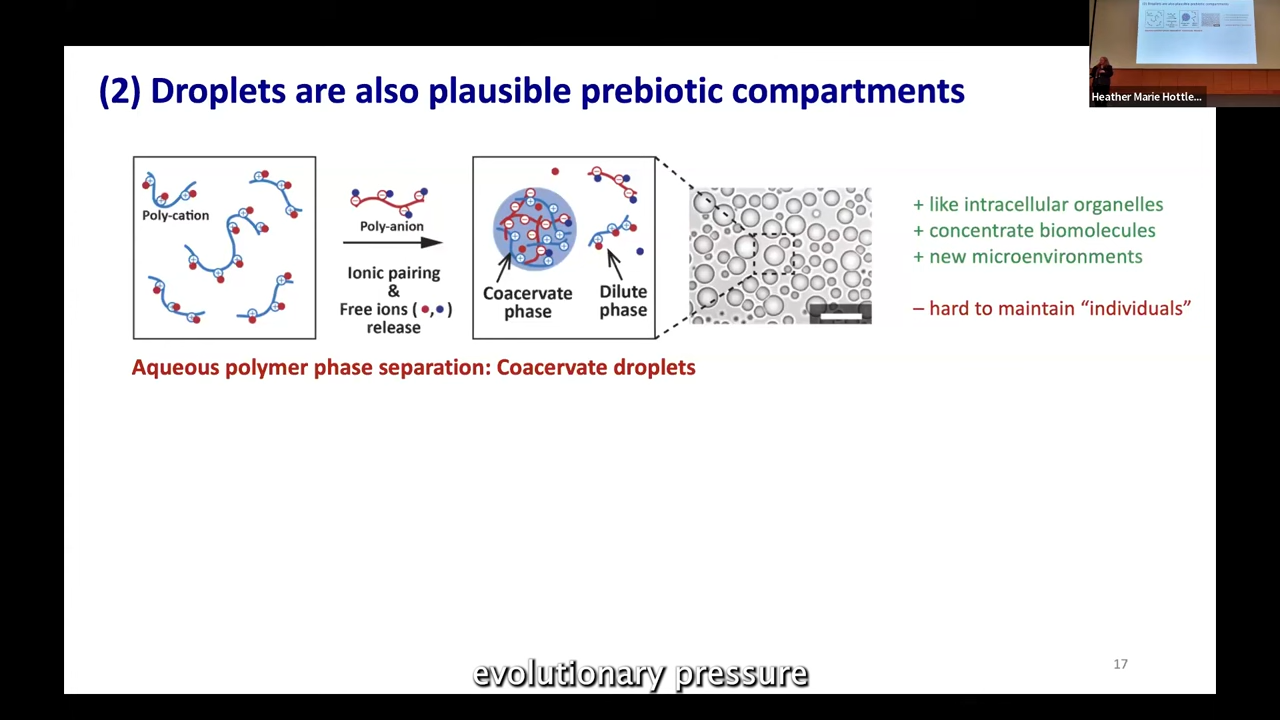 (2) Droplets are also plausible prebiotic compartments
Heather Marie Hottle...
Poly-cation
Poly-anion
Ionic pairing
&
Free ions ( , )
release
Coacervate
phase
Dilute
phase
+ like intracellular organelles
+ concentrate biomolecules
+ new microenvironments
– hard to maintain “individuals”
Aqueous polymer phase separation: Coacervate droplets
evolutionary pressure
17